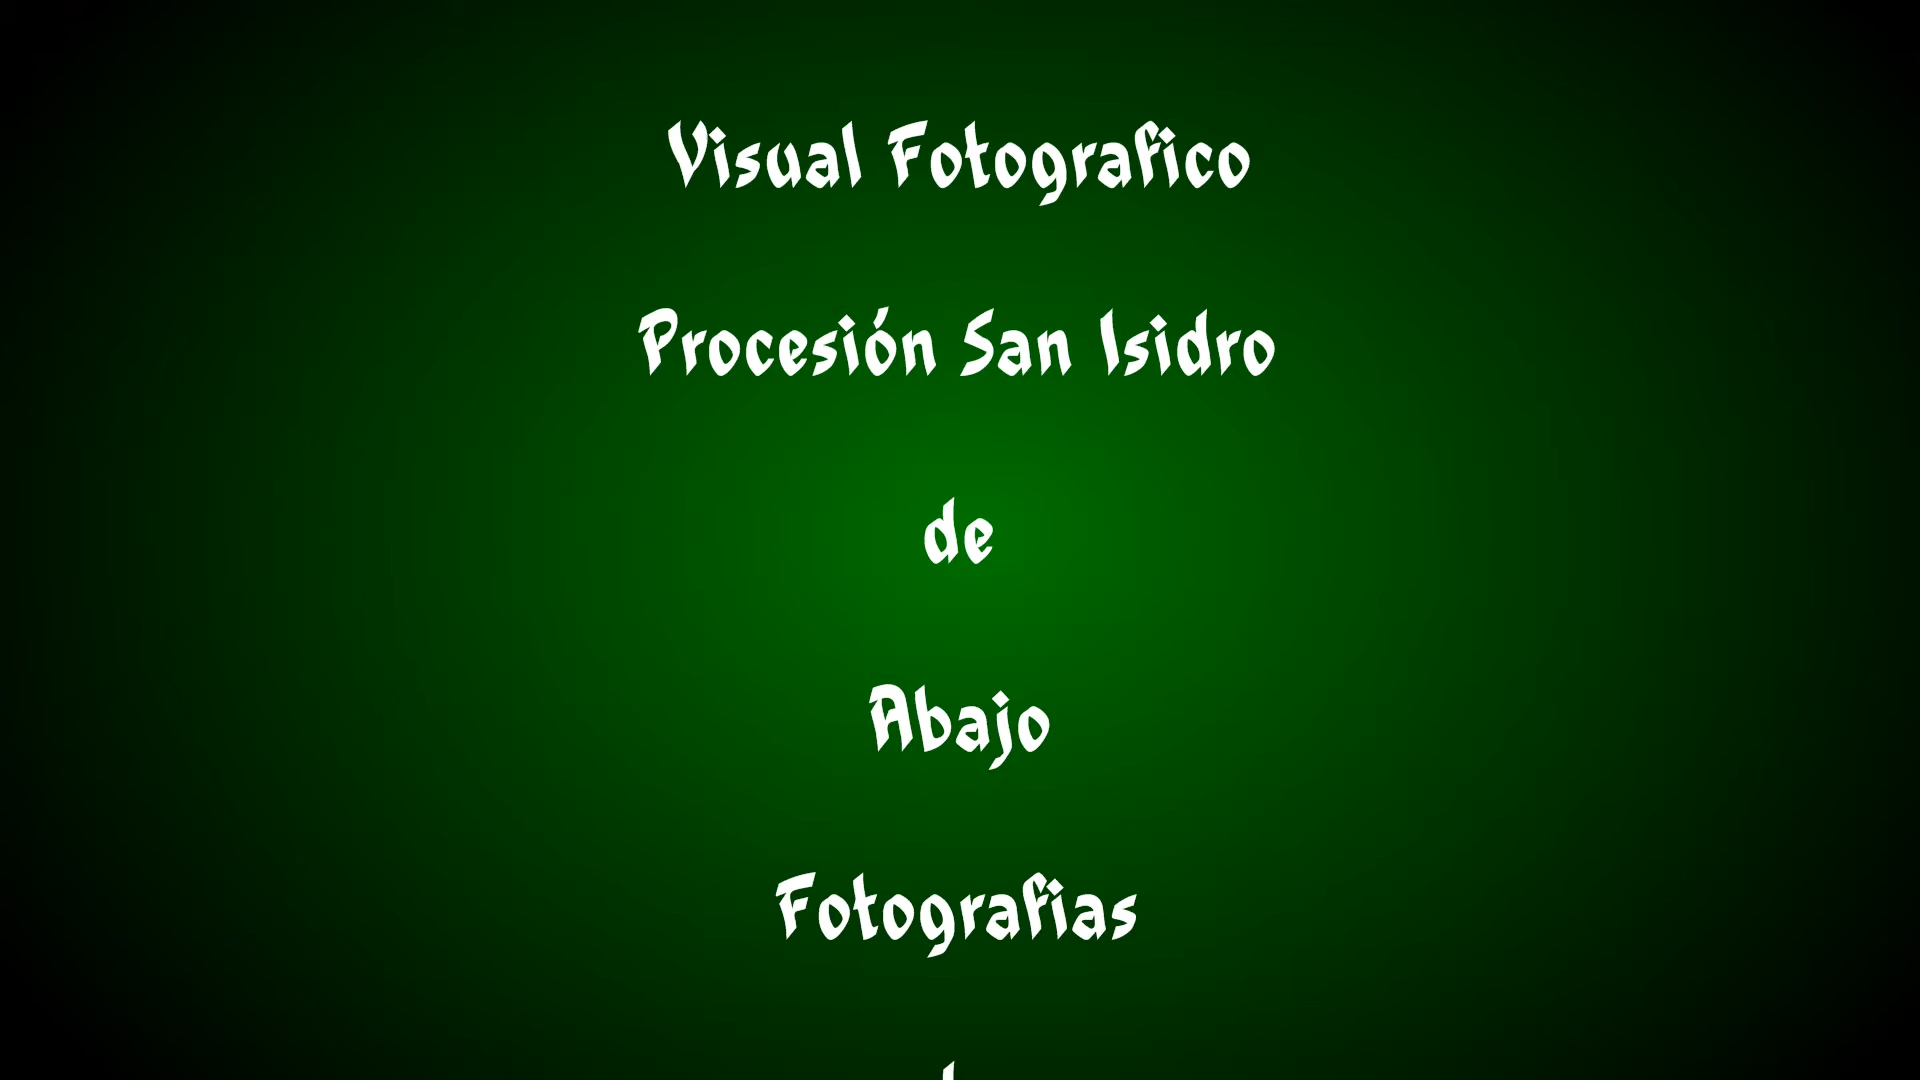 Visual Fotografico
Procesión San Isidro
de
Abajo
Fotografias